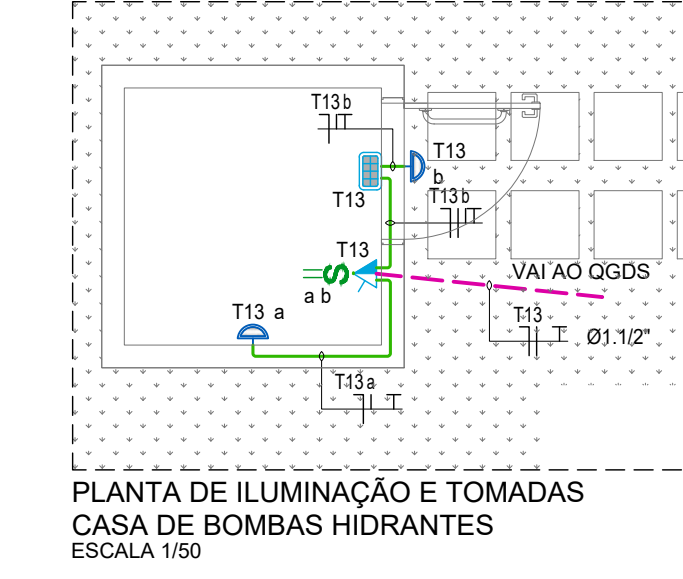 T13 b
T13
b
T13
T13 b
T13
a b
VAI AO QGDS
T13 a
T13
Ø1.1/2"
T13 a
PLANTA DE ILUMINAÇÃO E TOMADAS
CASA DE BOMBAS HIDRANTES
ESCALA 1/50